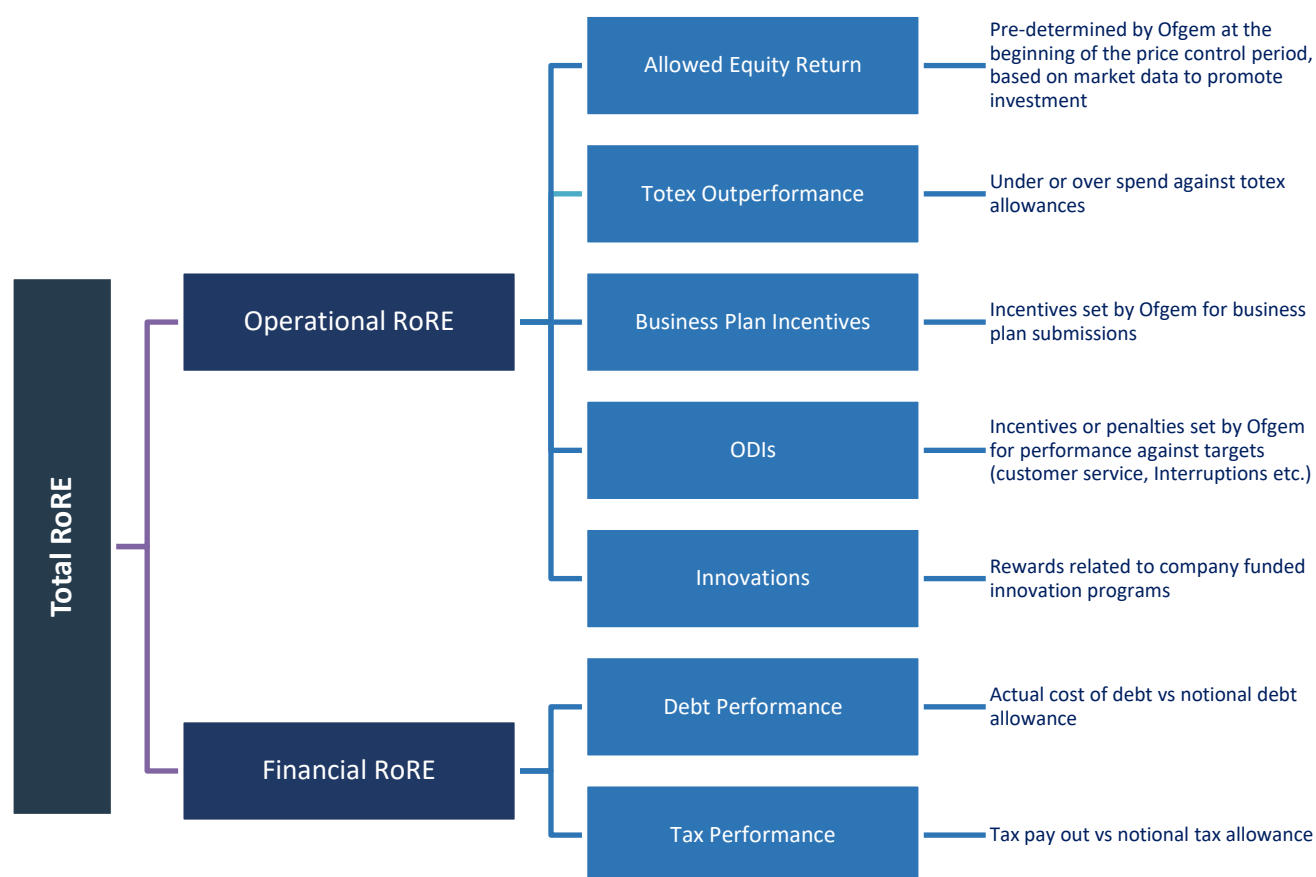 Total RoRE
Operational RoRE
Allowed Equity Return
Pre-determined by Ofgem at the
beginning of the price control period,
based on market data to promote
investment
Totex Outperformance
Under or over spend against totex
allowances
Business Plan Incentives
Incentives set by Ofgem for business
plan submissions
ODIs
Incentives or penalties set by Ofgem
for performance against targets
(customer service, Interruptions etc.)
Innovations
Rewards related to company funded
innovation programs
Financial RoRE
Debt Performance
Actual cost of debt vs notional debt
allowance
Tax Performance
Tax pay out vs notional tax allowance